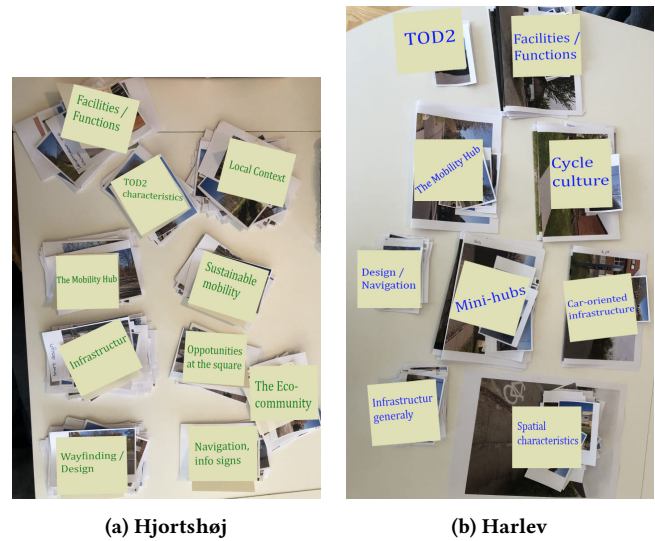 Facilities /
Functions
TOD2
characteristics
Local Context
The Mobility Hub
Sustainable
mobility
Infrastructur
Oppotunities
at the square
The Eco-
community
Wayfinding /
Design
Navigation,
info signs
(a) Hjortshøj
TOD2
Facilities /
Functions
The Mobility Hub
Cycle
culture
Design /
Navigation
Mini-hubs
Car-oriented
infrastructure
Infrastructur
generaly
Spatial
characteristics
(b) Harlev